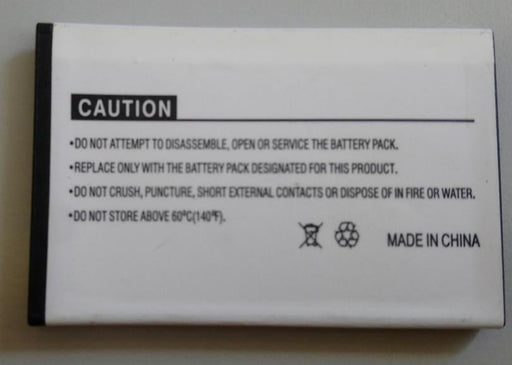 CAUTION
•DO NOT ATTEMPT TO DISASSEMBLE, OPEN OR SERVICE THE BATTERY PACK.
•REPLACE ONLY WITH THE BATTERY PACK DESIGNATED FOR THIS PRODUCT.
•DO NOT CRUSH, PUNCTURE, SHORT EXTERNAL CONTACTS OR DISPOSE OF IN FIRE OR WATER.
•DO NOT STORE ABOVE 60ºC(140ºF).
MADE IN CHINA